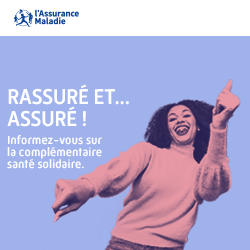 l'Assurance
Maladie
RASSURÉ ET...
ASSURÉ !
Informez-vous sur
la complémentaire
santé solidaire.